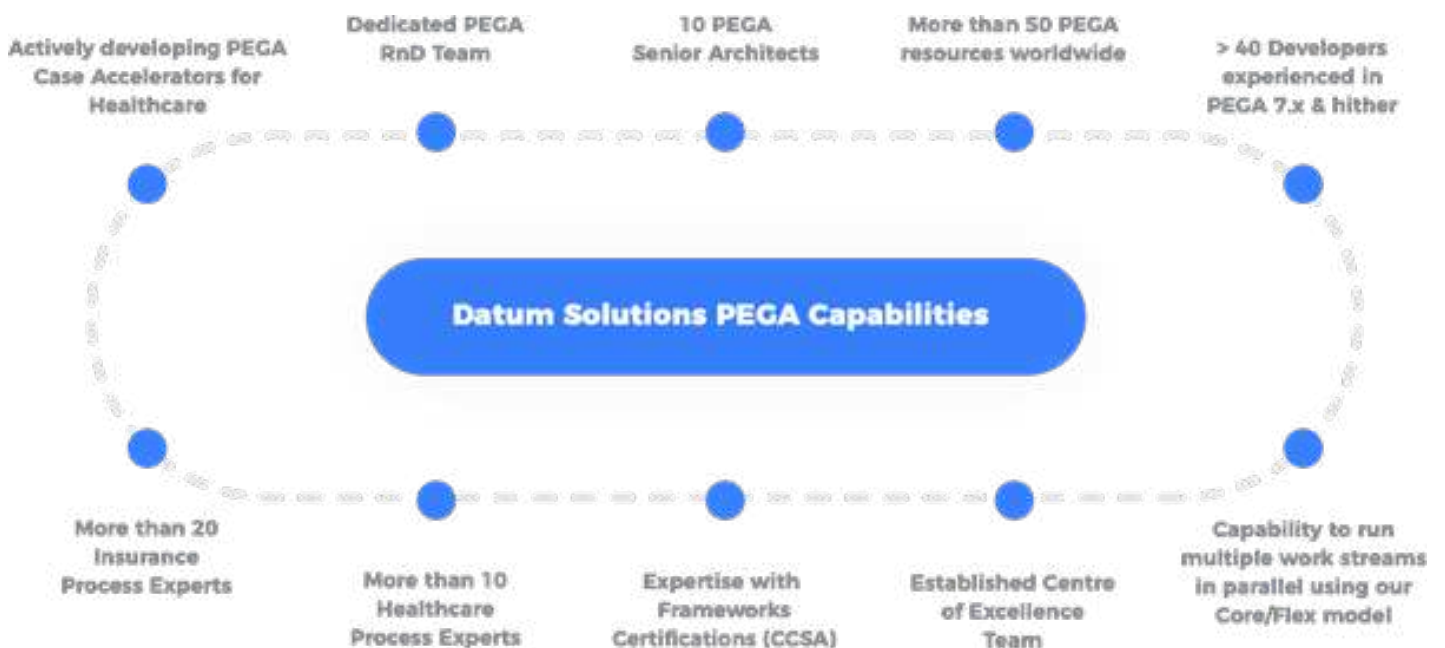 Actively developing PEGA
Case Accelerators for
Healthcare
Dedicated PEGA
RnD Team
10 PEGA
Senior Architects
More than 50 PEGA
resources worldwide
> 40 Developers
experienced in
PEGA 7.x & hither
Datum Solutions PEGA Capabilities
More than 20
Insurance
Process Experts
More than 10
Healthcare
Process Experts
Expertise with
Frameworks
Certifications (CCSA)
Established Centre
of Excellence
Team
Capability to run
multiple work streams
in parallel using our
Core/Flex model